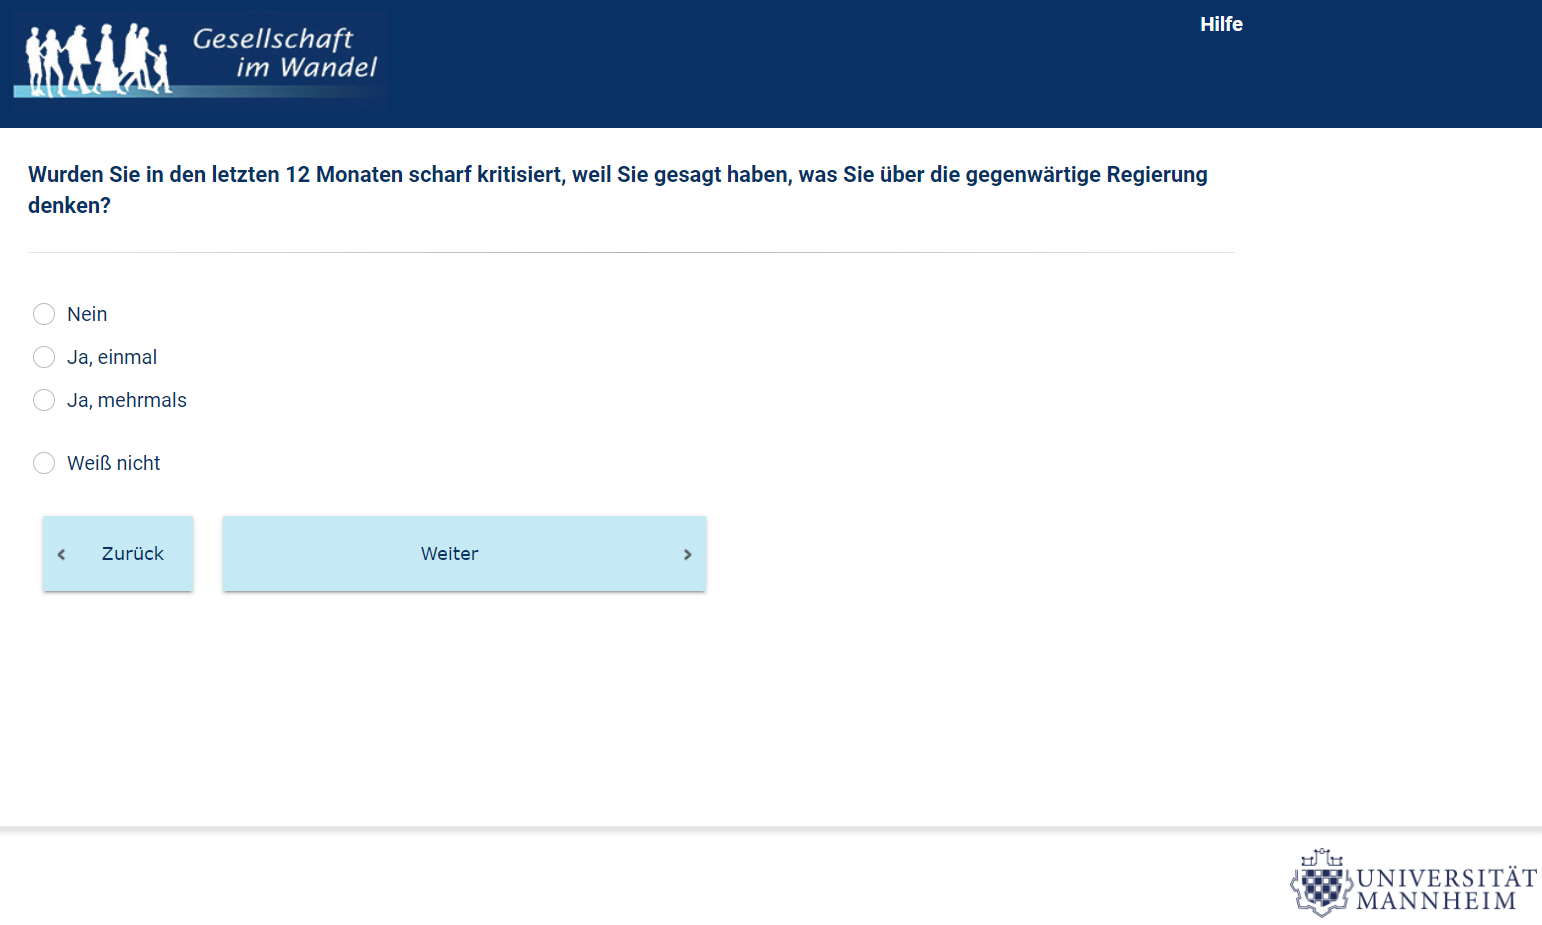 Gesellschaft
im Wandel
Hilfe
Wurden Sie in den letzten 12 Monaten scharf kritisiert, weil Sie gesagt haben, was Sie über die gegenwärtige Regierung
denken?
Nein
Ja, einmal
Ja, mehrmals
Weiß nicht
Zurück
Weiter
UNIVERSITÄT
MANNHEIM